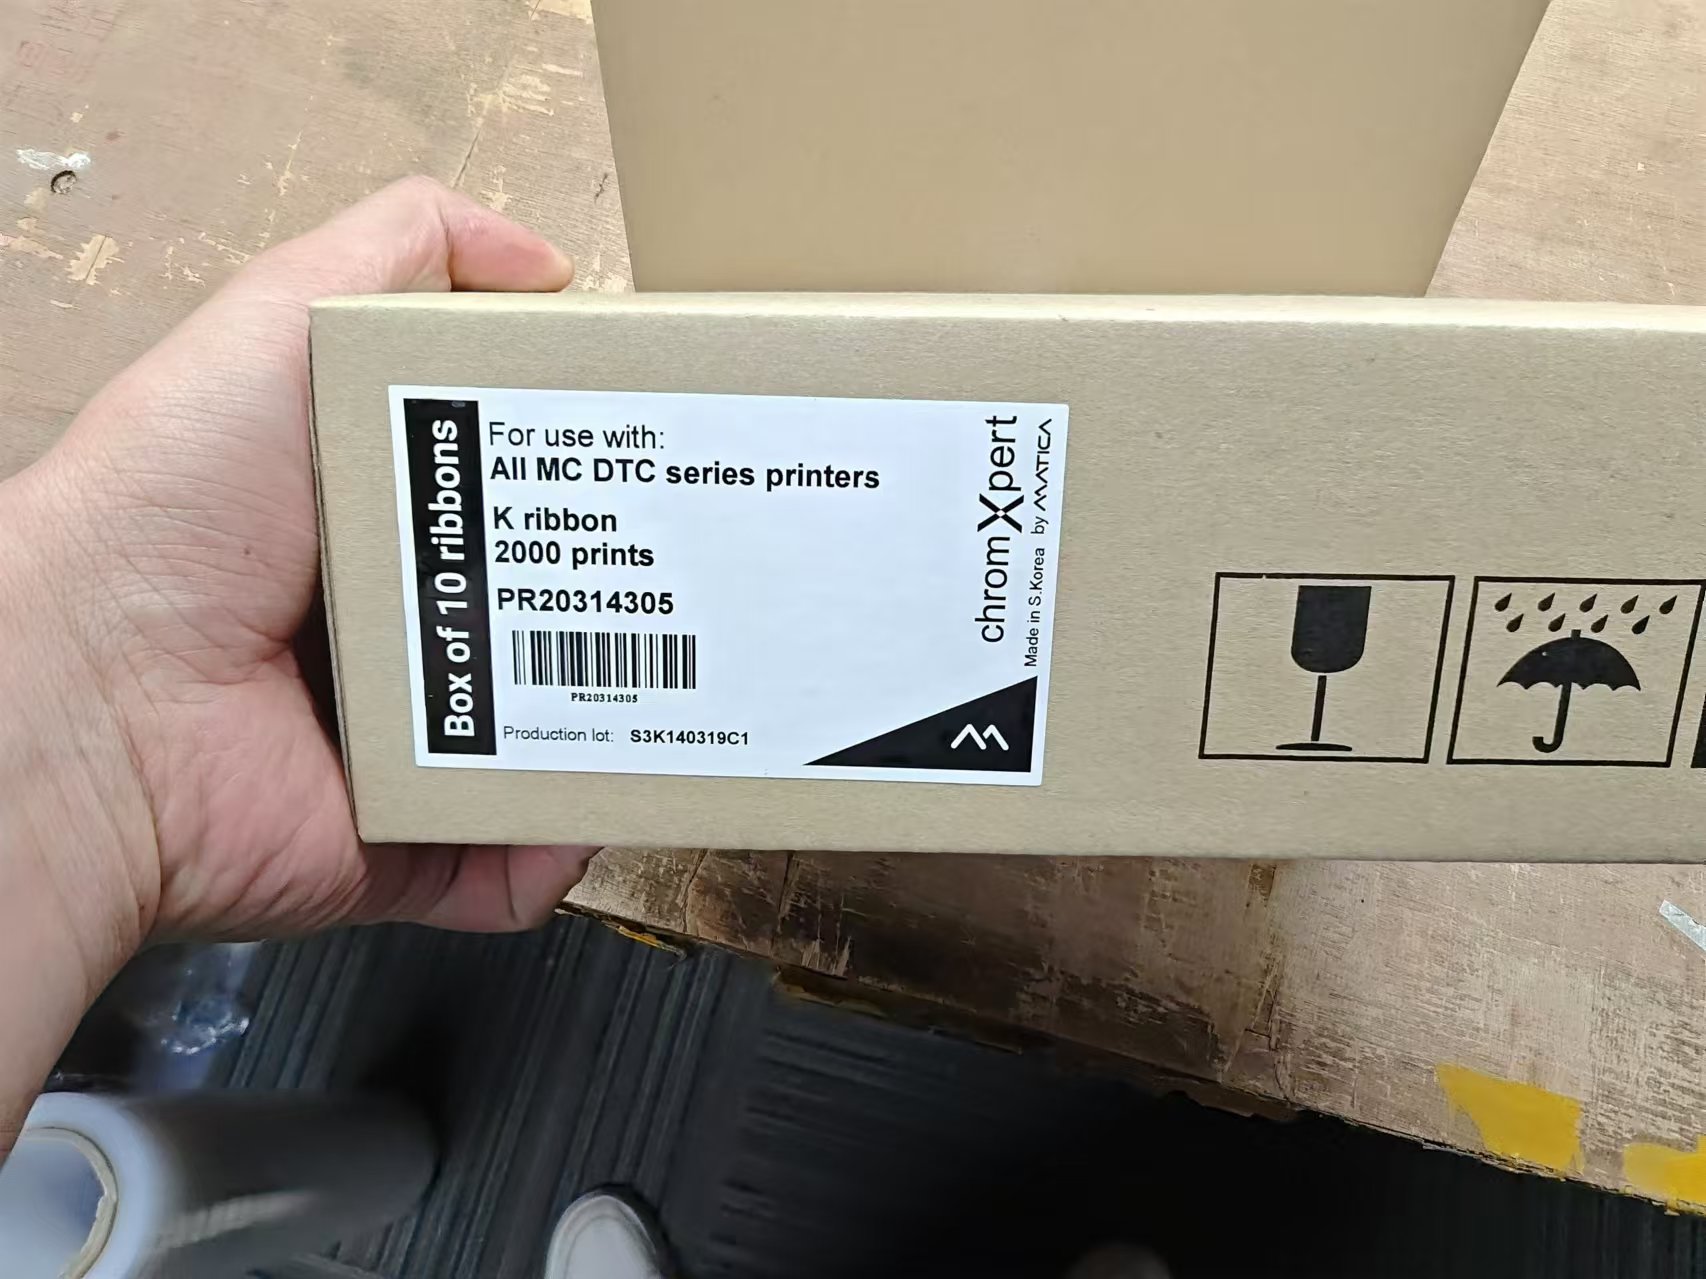 Box of 10 ribbons
For use with:
All MC DTC series printers
K ribbon
2000 prints
PR20314305
PR20314305
Production lot: S3K140319C1
chromXpert
Made in S.Korea by MATICA